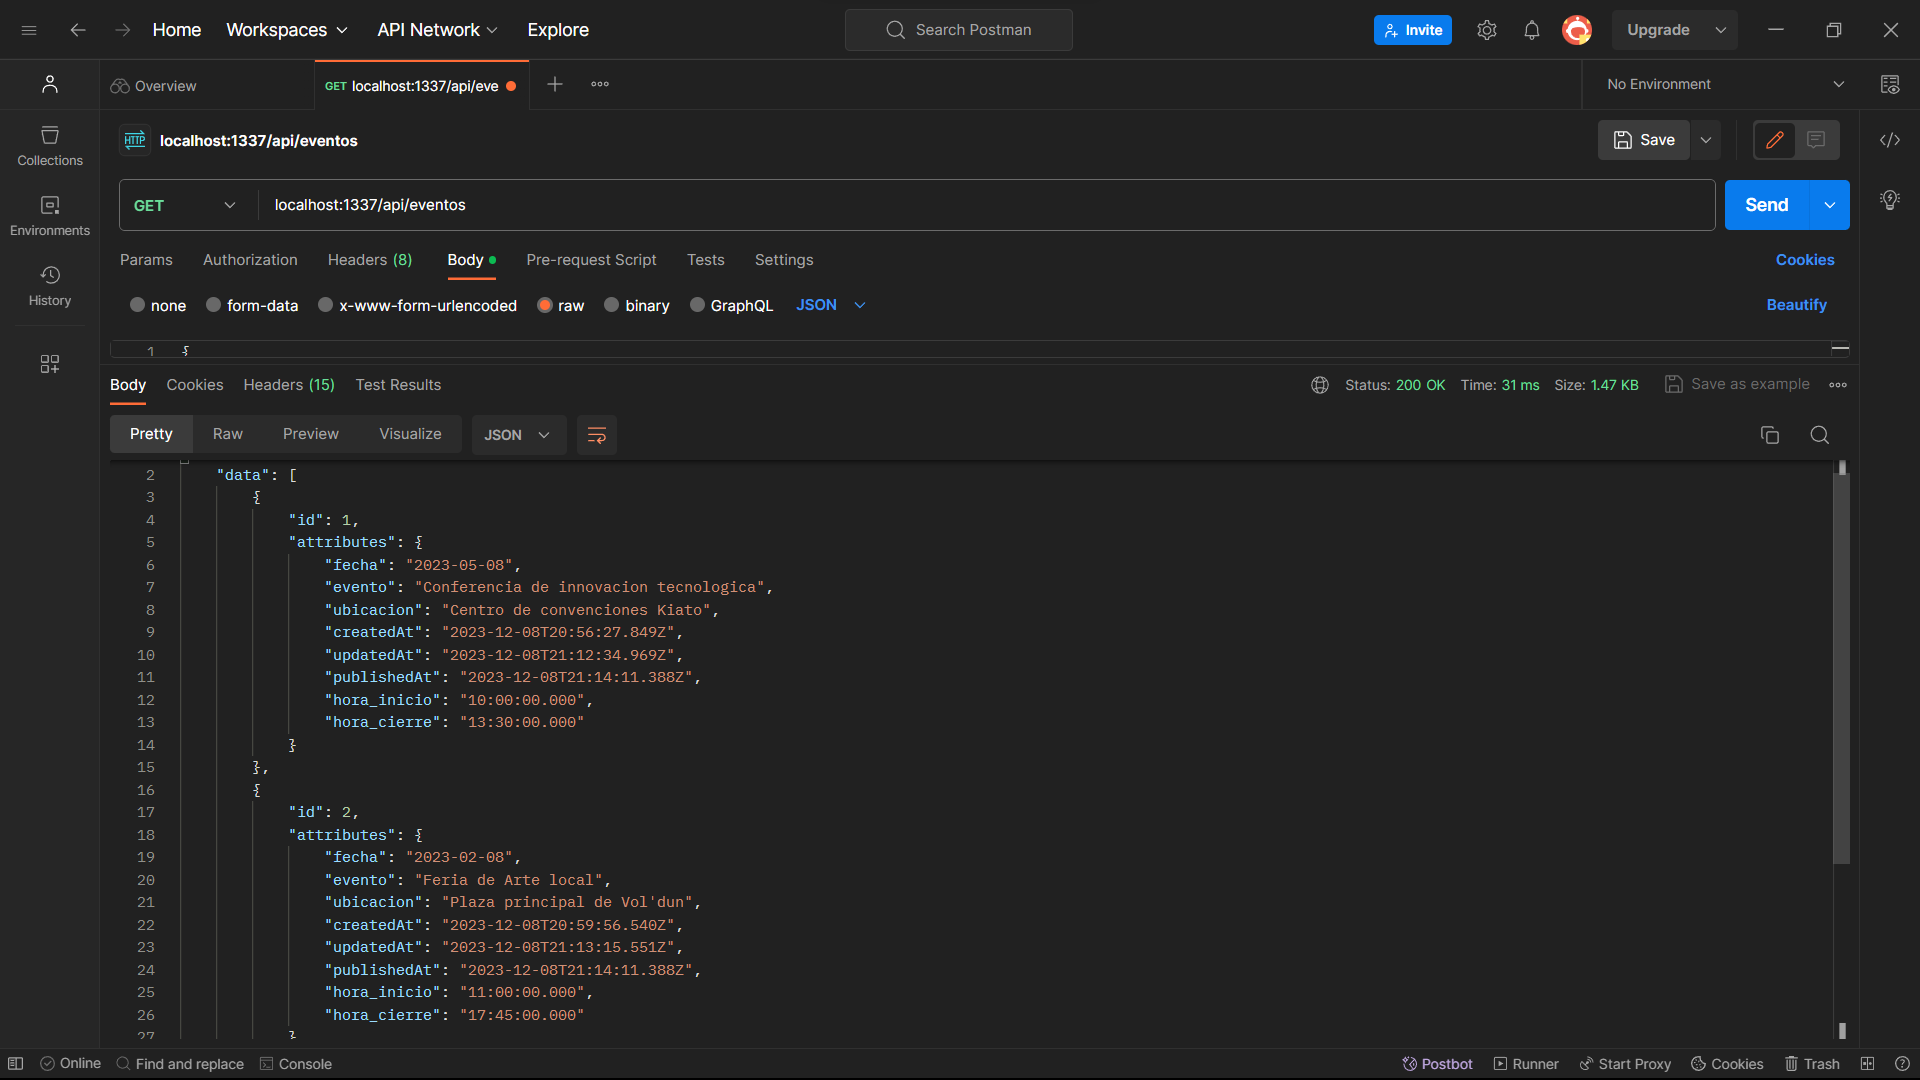 Home Workspaces API Network Explore Search Postman Invite Upgrade
Overview GET localhost:1337/api/eve No Environment
HTTP localhost:1337/api/eventos Save
Collections
Environments
History
GET localhost:1337/api/eventos Send
Params Authorization Headers (8) Body Pre-request Script Tests Settings Cookies
none form-data x-www-form-urlencoded raw binary GraphQL JSON Beautify
1 {
Body Cookies Headers (15) Test Results Status: 200 OK Time: 31 ms Size: 1.47 KB Save as example
Pretty Raw Preview Visualize JSON
2 "data": [
3 {
4 "id": 1,
5 "attributes": {
6 "fecha": "2023-05-08",
7 "evento": "Conferencia de innovacion tecnologica",
8 "ubicacion": "Centro de convenciones Kiato",
9 "createdAt": "2023-12-08T20:56:27.849Z",
10 "updatedAt": "2023-12-08T21:12:34.969Z",
11 "publishedAt": "2023-12-08T21:14:11.388Z",
12 "hora_inicio": "10:00:00.000",
13 "hora_cierre": "13:30:00.000"
14 }
15 },
16 {
17 "id": 2,
18 "attributes": {
19 "fecha": "2023-02-08",
20 "evento": "Feria de Arte local",
21 "ubicacion": "Plaza principal de Vol'dun",
22 "createdAt": "2023-12-08T20:59:56.540Z",
23 "updatedAt": "2023-12-08T21:13:15.551Z",
24 "publishedAt": "2023-12-08T21:14:11.388Z",
25 "hora_inicio": "11:00:00.000",
26 "hora_cierre": "17:45:00.000"
27 }
Online Find and replace Console Postbot Runner Start Proxy Cookies Trash